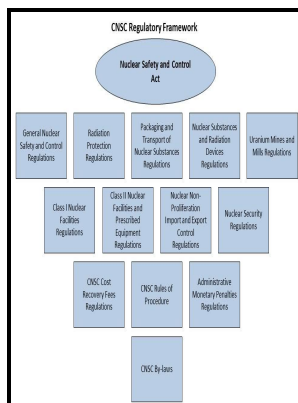 CNSC Regulatory Framework
Nuclear Safety and Control
Act
General Nuclear
Safety and Control
Regulations
Radiation
Protection
Regulations
Packaging and
Transport of
Nuclear Substances
Regulations
Nuclear Substances
and Radiation
Devices
Regulations
Uranium Mines and
Mills Regulations
Class I Nuclear
Facilities
Regulations
Class II Nuclear
Facilities and
Prescribed
Equipment
Regulations
Nuclear Non-
Proliferation
Import and Export
Control
Regulations
Nuclear Security
Regulations
CNSC Cost
Recovery Fees
Regulations
CNSC Rules of
Procedure
Administrative
Monetary Penalties
Regulations
CNSC By-laws